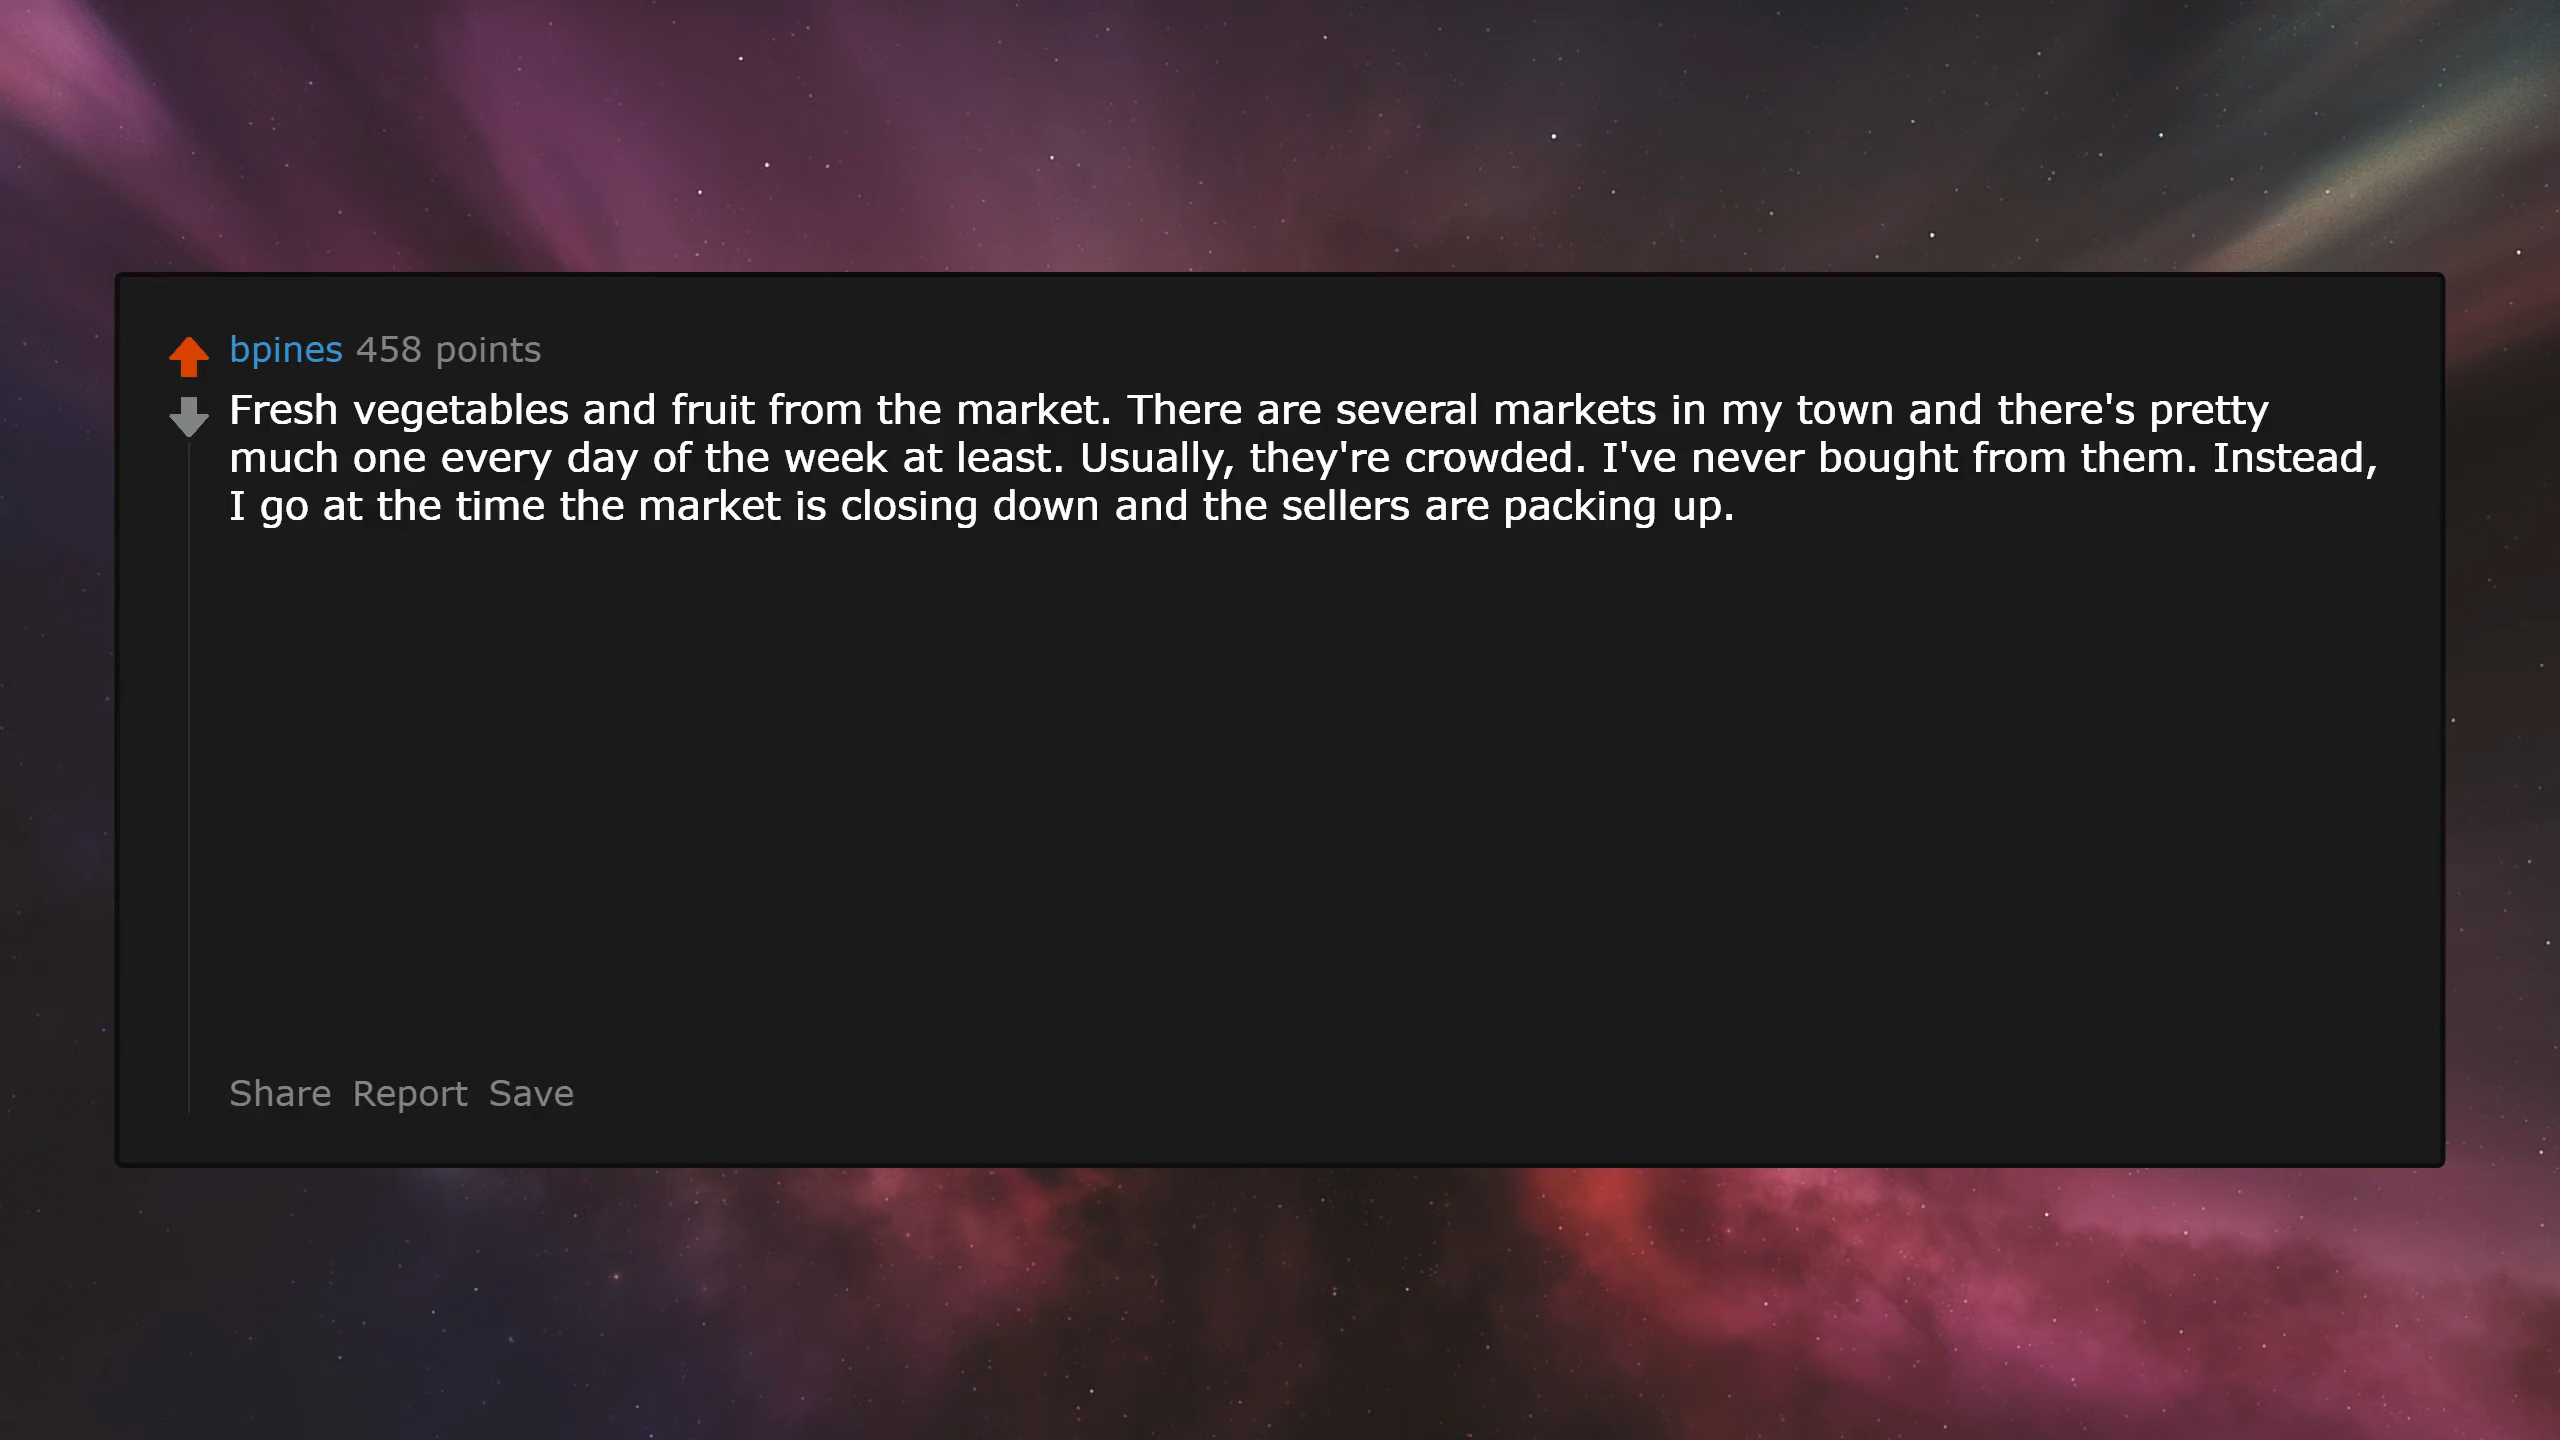 bpines 458 points
Fresh vegetables and fruit from the market. There are several markets in my town and there's pretty
much one every day of the week at least. Usually, they're crowded. I've never bought from them. Instead,
I go at the time the market is closing down and the sellers are packing up.
Share Report Save